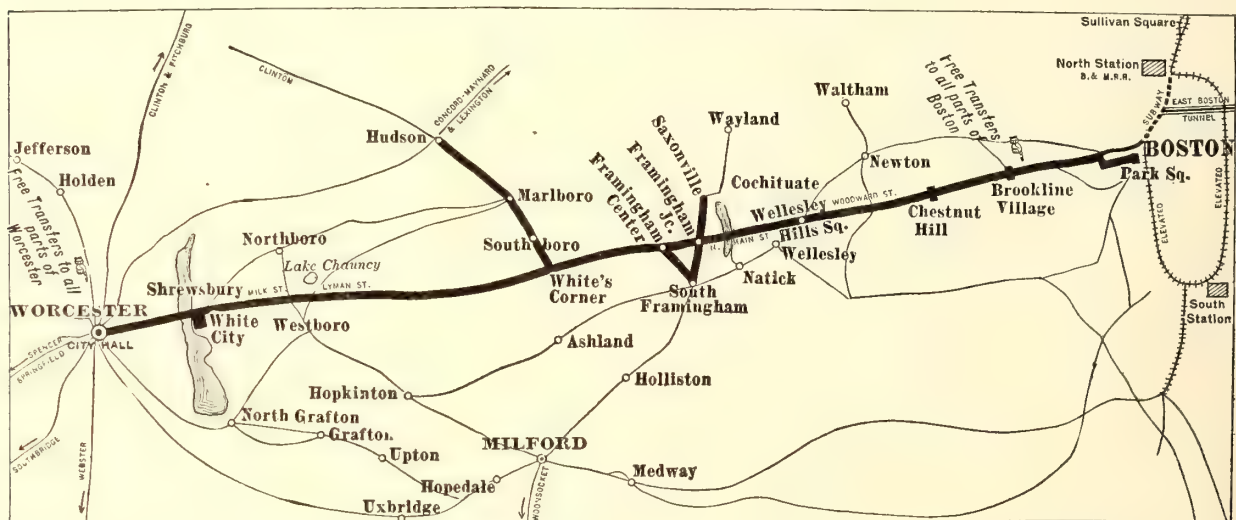 Sullivan Square
North Station
B. & M. R.R.
SUBWAY
EAST BOSTON
TUNNEL
BOSTON
Park Sq.
ELEVATED
ELEVATED
South
Station
Free Transfers
to all parts of
Boston
Brookline
Village
Chestnut
Hill
Waltham
Newton
WOODWARD ST.
Wellesley
Hills Sq.
Wellesley
Wayland
Cochituate
MAIN ST
Natick
Saxonville
Framingham
Jc.
Framingham
Center
South
Framingham
CLINTON & FITCHBURG
CLINTON
CONCORD-MAYNARD
& LEXINGTON
Hudson
Marlboro
Southboro
White's
Corner
Northboro
Lake Chauncy
LYMAN ST.
MILK ST.
Shrewsbury
Westboro
White
City
Jefferson
Holden
Free Transfers to all
parts of
Worcester
WORCESTER
CITY HALL
SPENCER
SPRINGFIELD
SOUTHBRIDGE
WEBSTER
Ashland
Hopkinton
Holliston
North Grafton
Grafton.
Upton
MILFORD
Hopedale
Uxbridge
WOONSOCKET
Medway